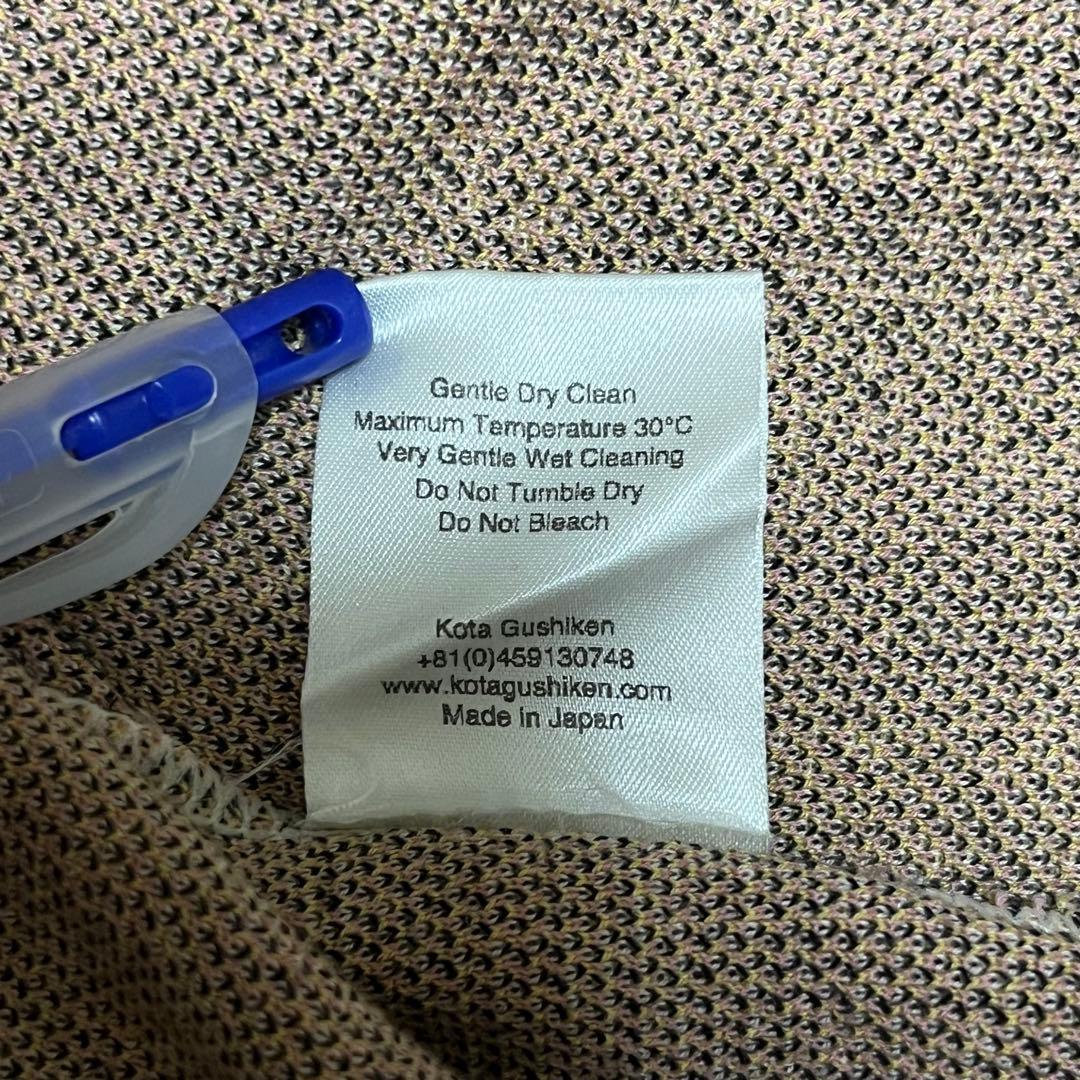 Gentle Dry Clean
Maximum Temperature 30°C
Very Gentle Wet Cleaning
Do Not Tumble Dry
Do Not Bleach
Kota Gushiken
+81(0)459130748
www.kotagushiken.com
Made in Japan